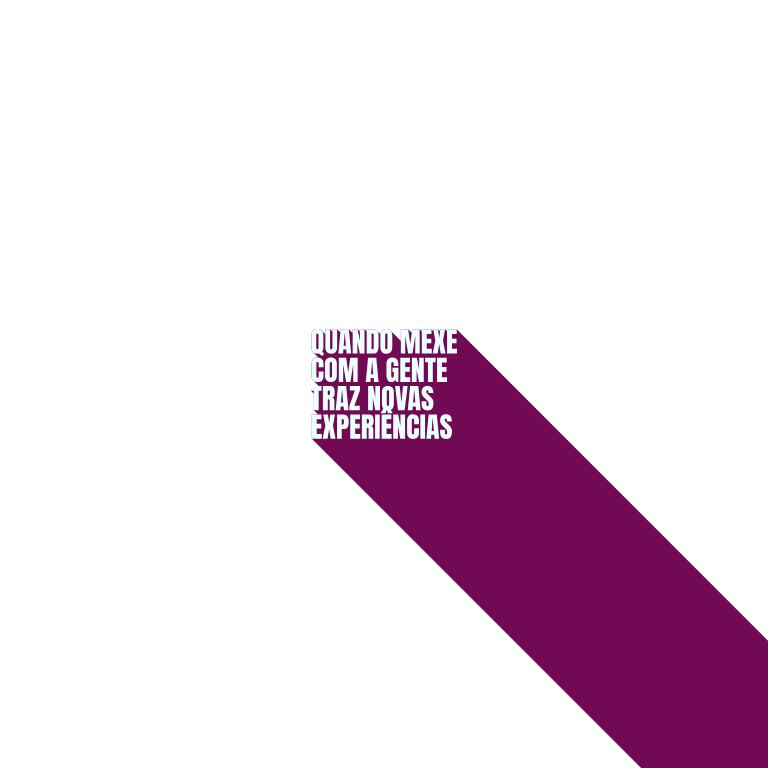 QUANDO MEXE
COM A GENTE
TRAZ NOVAS
EXPERIÊNCIAS